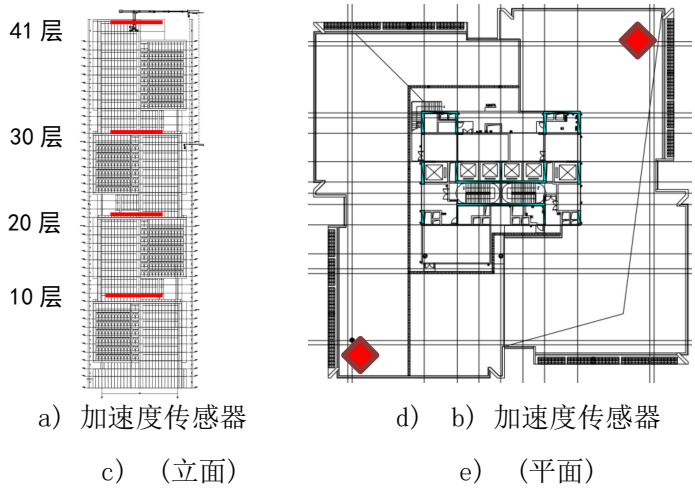 41 层
30 层
20 层
10 层
a) 加速度传感器
c) (立面)
d) b) 加速度传感器
e) (平面)